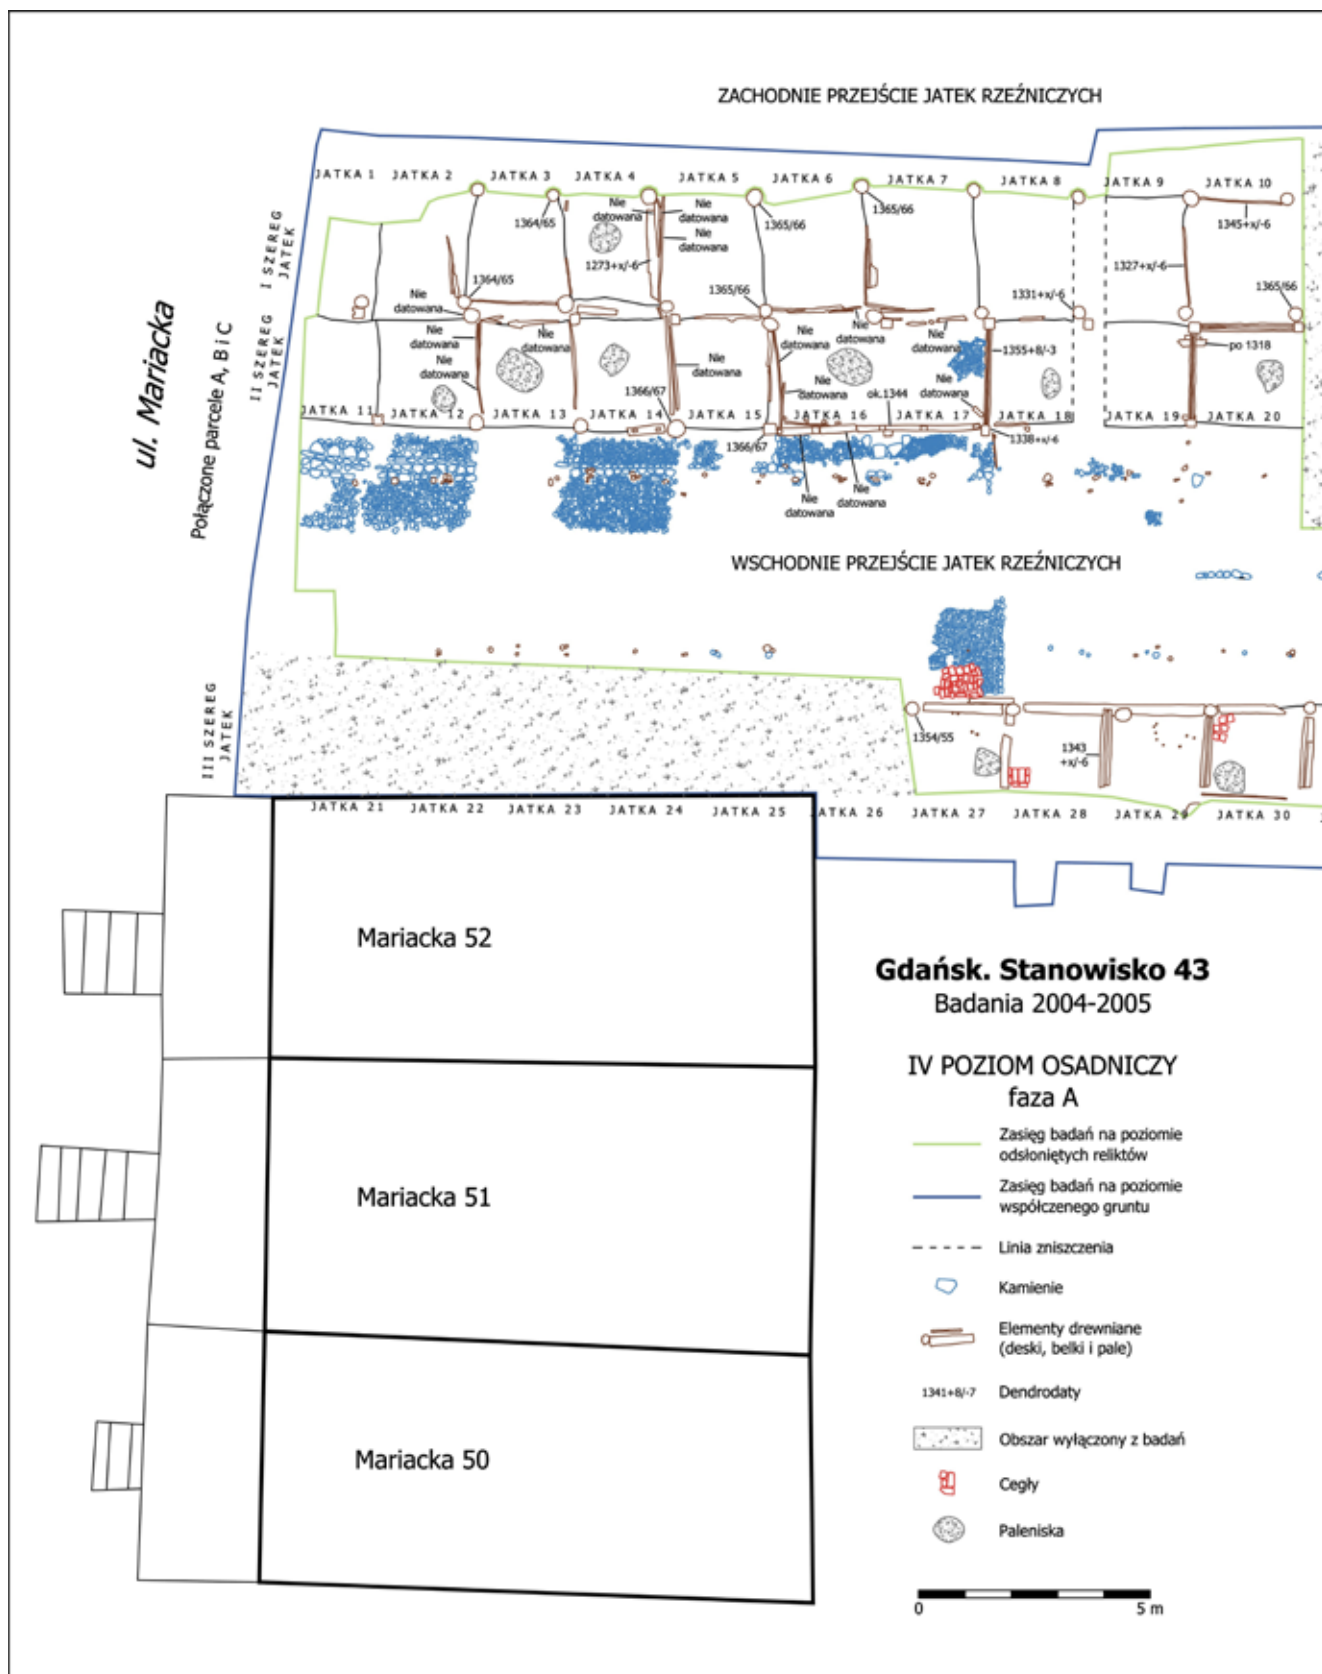 ZACHODNIE PRZEJŚCIE JATEK RZEŹNICZYCH
JATKA 1
JATKA 2
JATKA 3
JATKA 4
JATKA 5
JATKA 6
JATKA 7
JATKA 8
JATKA 9
JATKA 10
Nie
datowana
Nie
datowana
Nie
datowana
1364/65
1365/66
1365/66
1345+x/-6
1273+x/-6
1327+x/-6
I SZEREG
JATEK
1364/65
1365/66
1331+x/-6
1365/66
Nie
datowana
Nie
datowana
Nie
datowana
Nie
datowana
Nie
datowana
Nie
datowana
po 1318
ul. Mariacka
Połączone parcele A, B i C
II SZEREG
JATEK
Nie
datowana
Nie
datowana
1355+8/-3
Nie
datowana
Nie
datowana
1366/67
ok.1344
JATKA 11
JATKA 12
JATKA 13
JATKA 14
JATKA 15
JATKA 16
JATKA 17
JATKA 18
JATKA 19
JATKA 20
1366/67
1338+x/-6
Nie
datowana
Nie
datowana
WSCHODNIE PRZEJŚCIE JATEK RZEŹNICZYCH
III SZEREG
JATEK
1354/55
1343
+x/-6
JATKA 21
JATKA 22
JATKA 23
JATKA 24
JATKA 25
JATKA 26
JATKA 27
JATKA 28
JATKA 29
JATKA 30
Mariacka 52
Mariacka 51
Mariacka 50
Gdańsk. Stanowisko 43
Badania 2004-2005
IV POZIOM OSADNICZY
faza A
Zasięg badań na poziomie
odsłoniętych reliktów
Zasięg badań na poziomie
współczenego gruntu
Linia zniszczenia
Kamienie
Elementy drewniane
(deski, belki i pale)
1341+8/-7 Dendrodaty
Obszar wyłączony z badań
Cegły
Paleniska
0 5 m